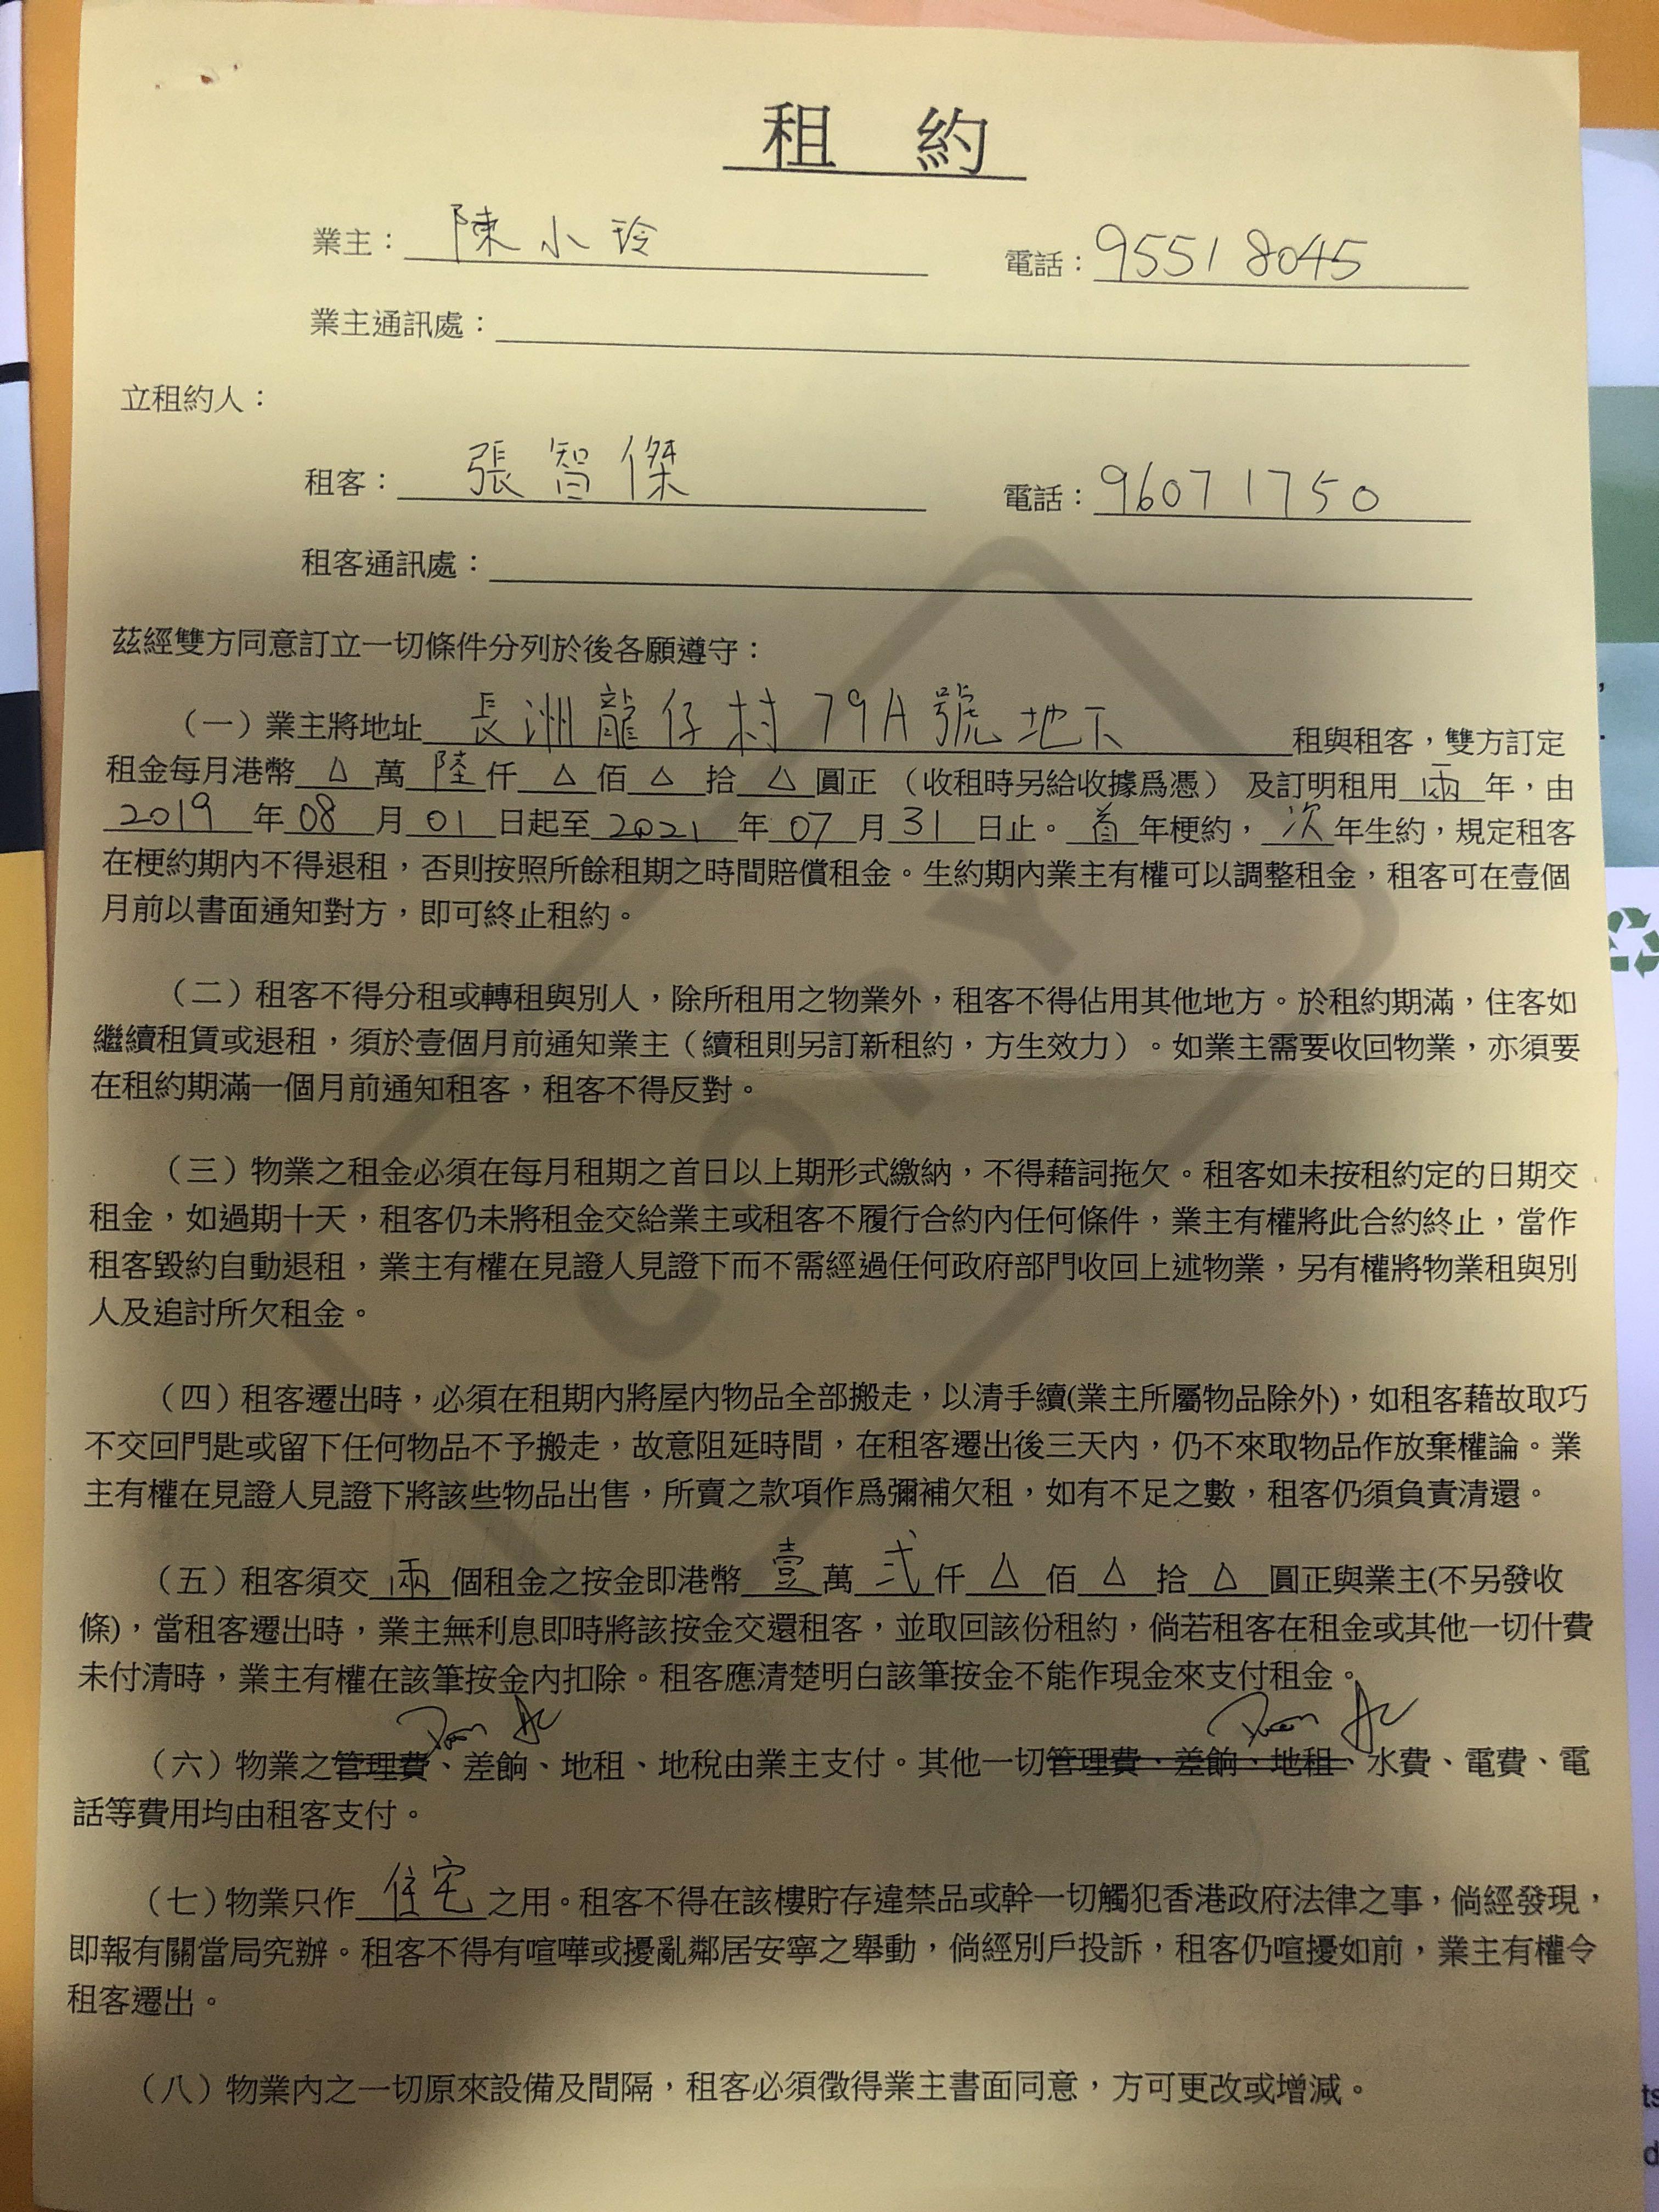 租 約
業主： 陳小玲 電話：9551 8045
業主通訊處：
立租約人：
租客： 張智傑 電話：9607 1750
租客通訊處：
茲經雙方同意訂立一切條件分列於後各願遵守：
（一）業主將地址 長洲龍仔村79A號地下 租與租客，雙方訂定
租金每月港幣 △ 萬 陸 仟 △ 佰 △ 拾 △ 圓正（收租時另給收據爲憑）及訂明租用 兩 年，由
2019 年 08 月 01 日起至 2021 年 07 月 31 日止。 首 年梗約， 次 年生約，規定租客
在梗約期內不得退租，否則按照所餘租期之時間賠償租金。生約期內業主有權可以調整租金，租客可在壹個
月前以書面通知對方，即可終止租約。
（二）租客不得分租或轉租與別人，除所租用之物業外，租客不得佔用其他地方。於租約期滿，住客如
繼續租賃或退租，須於壹個月前通知業主（續租則另訂新租約，方生效力）。如業主需要收回物業，亦須要
在租約期滿一個月前通知租客，租客不得反對。
COPY
（三）物業之租金必須在每月租期之首日以上期形式繳納，不得藉詞拖欠。租客如未按租約定的日期交
租金，如過期十天，租客仍未將租金交給業主或租客不履行合約內任何條件，業主有權將此合約終止，當作
租客毀約自動退租，業主有權在見證人見證下而不需經過任何政府部門收回上述物業，另有權將物業租與別
人及追討所欠租金。
（四）租客遷出時，必須在租期內將屋內物品全部搬走，以清手續(業主所屬物品除外)，如租客藉故取巧
不交回門匙或留下任何物品不予搬走，故意阻延時間，在租客遷出後三天內，仍不來取物品作放棄權論。業
主有權在見證人見證下將該些物品出售，所賣之款項作爲彌補欠租，如有不足之數，租客仍須負責清還。
（五）租客須交 兩 個租金之按金即港幣 壹 萬 弍 仟 △ 佰 △ 拾 △ 圓正與業主(不另發收
條)，當租客遷出時，業主無利息即時將該按金交還租客，並取回該份租約，倘若租客在租金或其他一切什費
未付清時，業主有權在該筆按金內扣除。租客應清楚明白該筆按金不能作現金來支付租金。
（六）物業之管理費、差餉、地租、地稅由業主支付。其他一切管理費、差餉、地租、水費、電費、電
話等費用均由租客支付。
（七）物業只作 住宅 之用。租客不得在該樓貯存違禁品或幹一切觸犯香港政府法律之事，倘經發現，
即報有關當局究辦。租客不得有喧嘩或擾亂鄰居安寧之舉動，倘經別戶投訴，租客仍喧擾如前，業主有權令
租客遷出。
（八）物業內之一切原來設備及間隔，租客必須徵得業主書面同意，方可更改或增減。